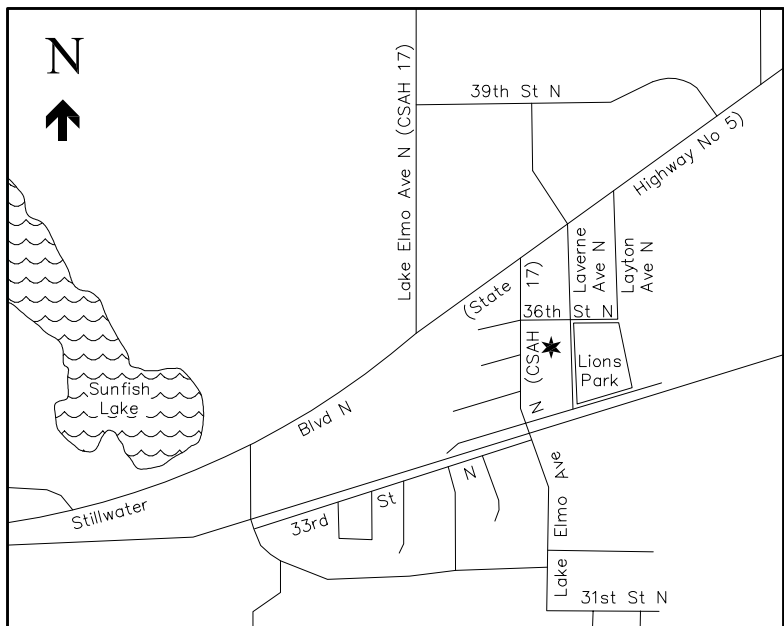 N
39th St N
Lake Elmo Ave N (CSAH 17)
Highway No 5)
Laverne
Ave N
Layton
Ave N
(State
36th St N
(CSAH 17)
Lions
Park
Sunfish
Lake
Blvd N
N
Stillwater
33rd St N
Lake Elmo Ave
31st St N